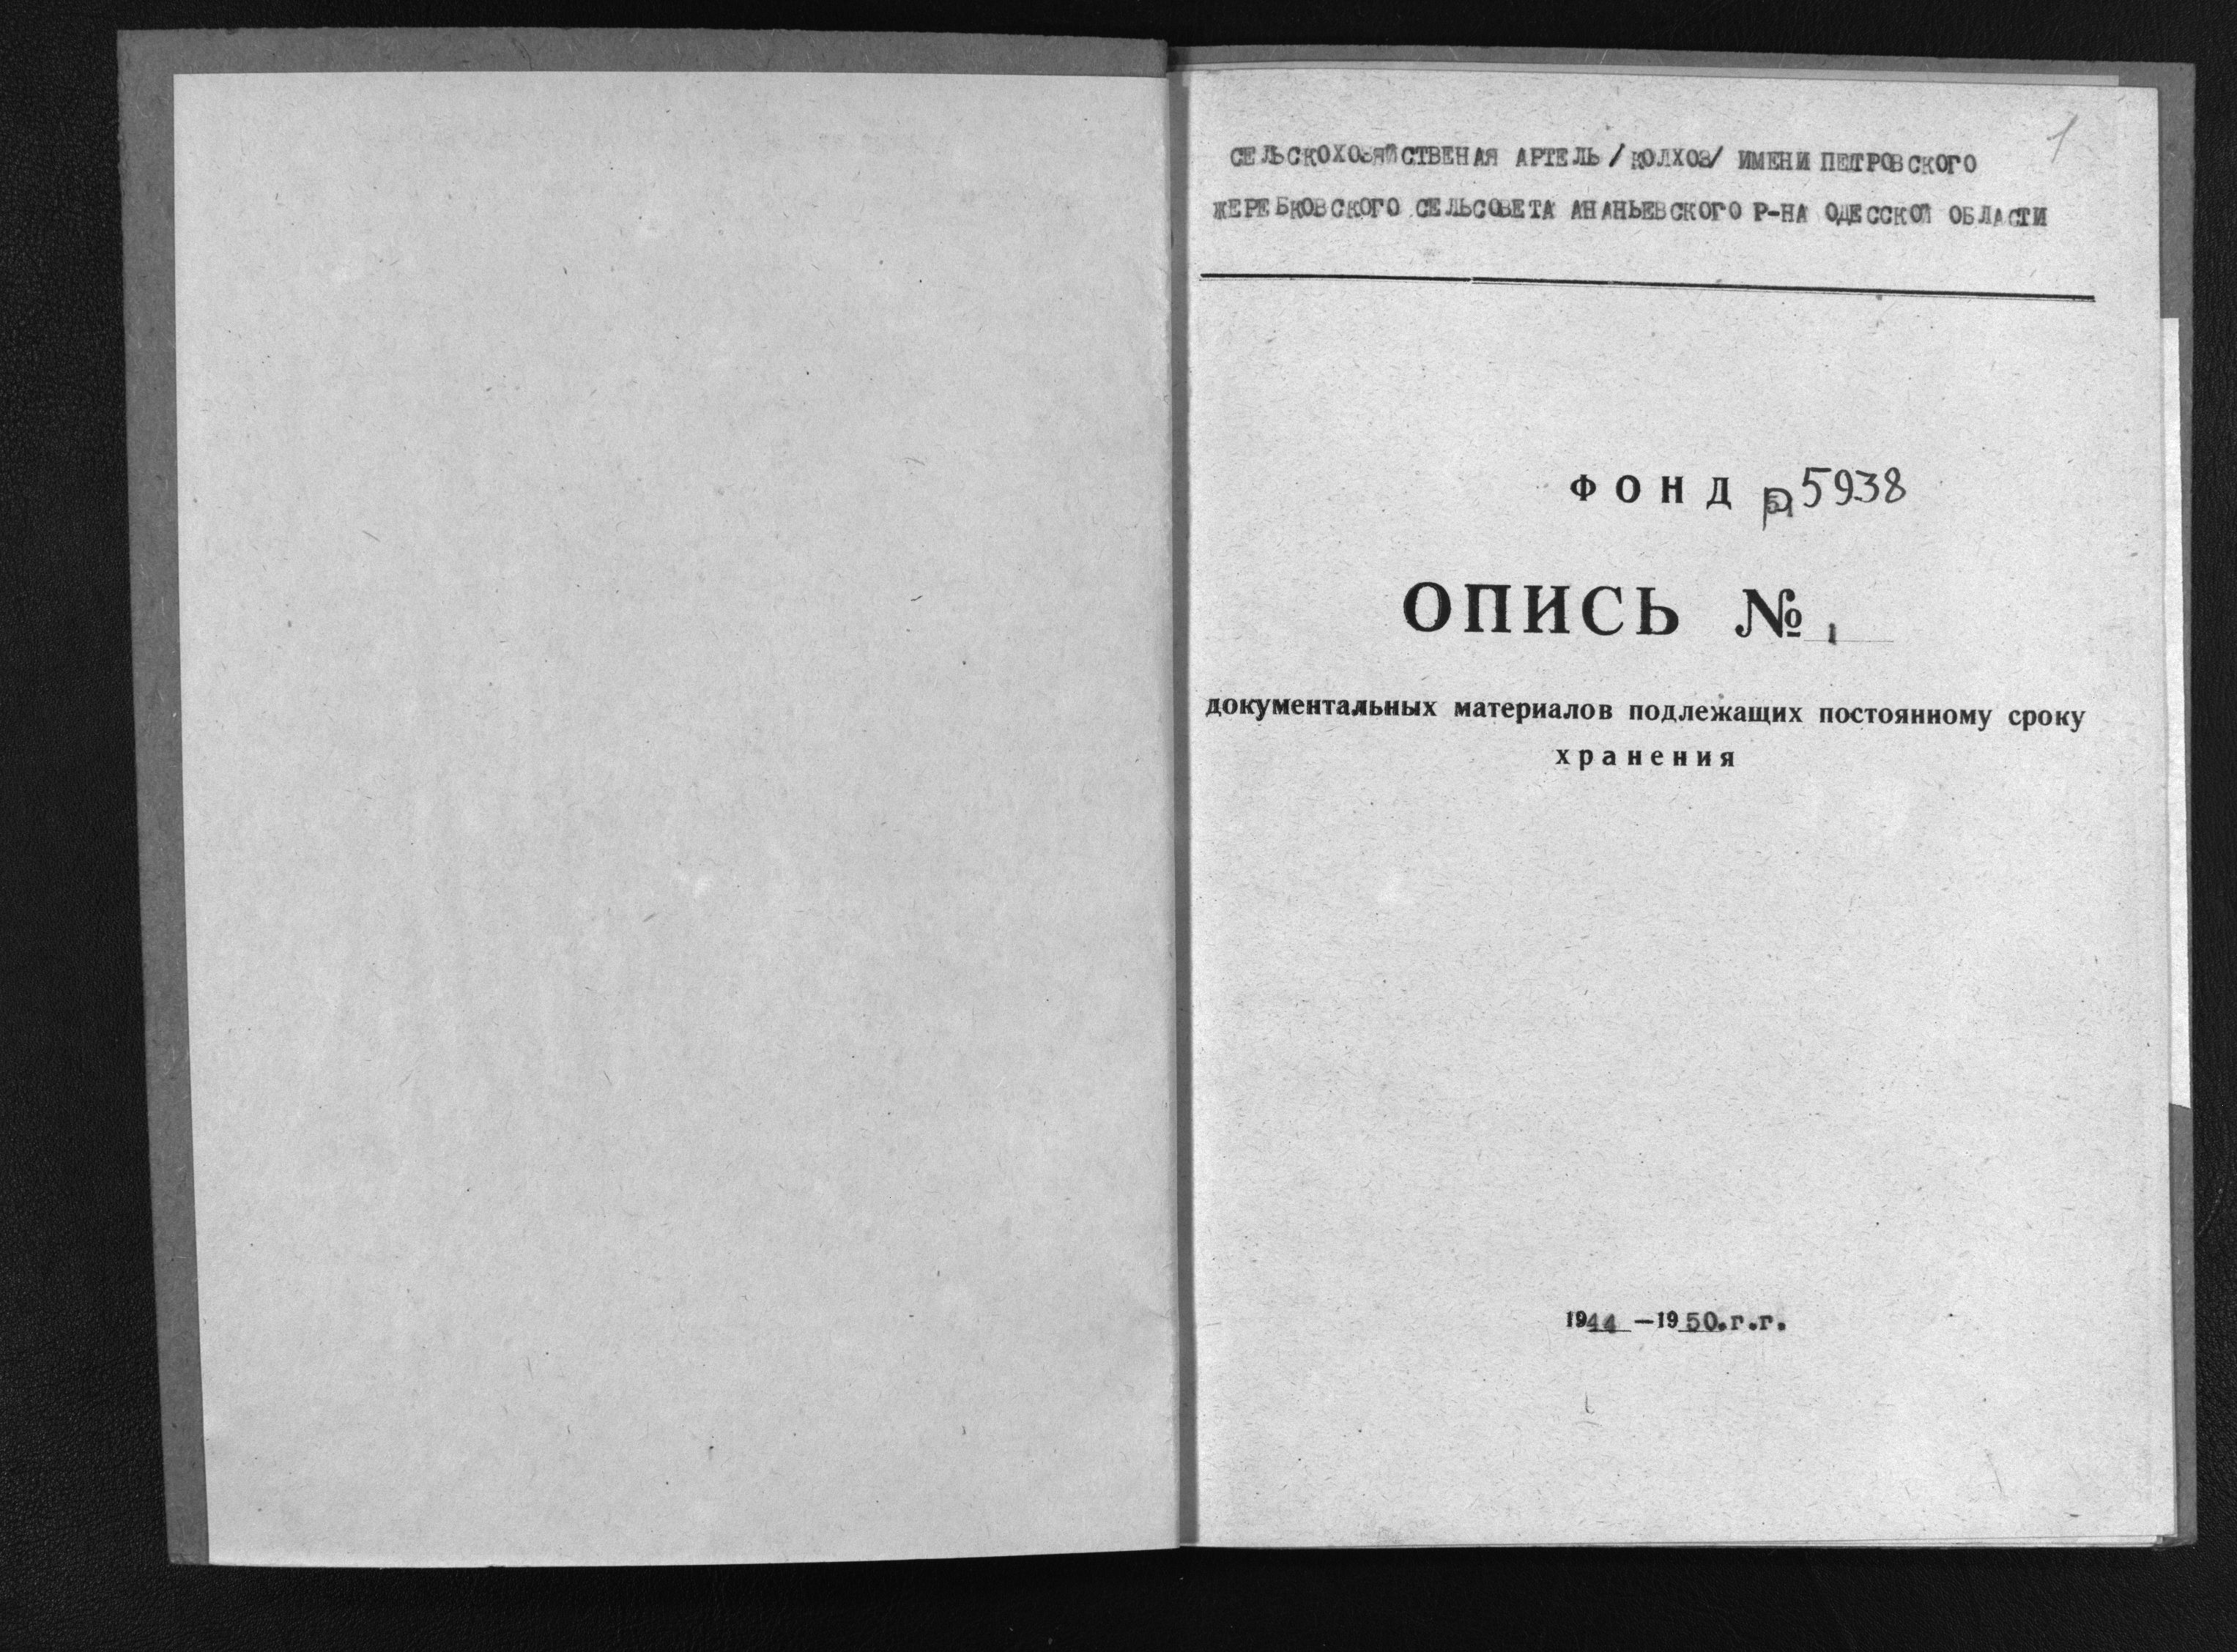 1
СЕЛЬСКОХОЗЯЙСТВЕНАЯ АРТЕЛЬ /КОЛХОЗ/ ИМЕНИ ПЕТРОВСКОГО
ЖЕРЕБКОВСКОГО СЕЛЬСОВЕТА АНАНЬЕВСКОГО Р-НА ОДЕССКОЙ ОБЛАСТИ
ФОНД 5938
ОПИСЬ № 1
документальных материалов подлежащих постоянному сроку
хранения
1944 —1950.г.г.